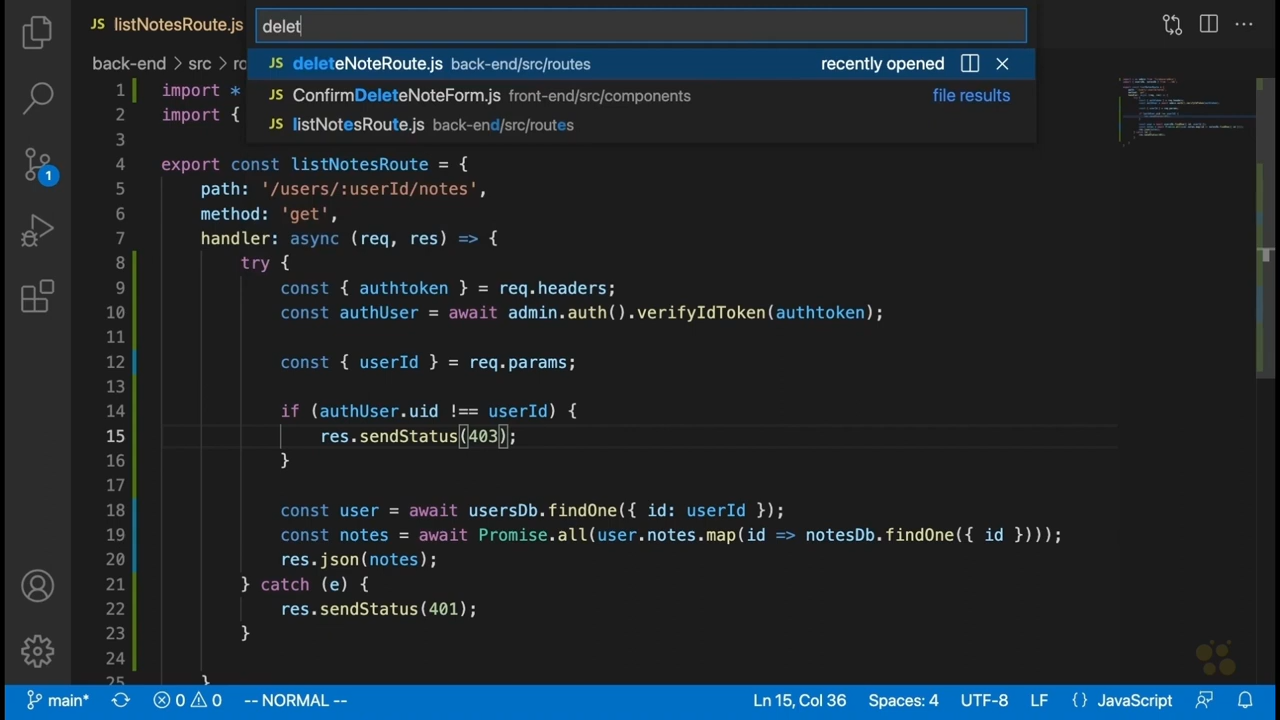 JS listNotesRoute.js
delet
JS deleteNoteRoute.js back-end/src/routes recently opened
JS ConfirmDeleteNoteForm.js front-end/src/components file results
JS listNotesRoute.js back-end/src/routes
back-end > src > ro
1 import *
2 import {
3
4 export const listNotesRoute = {
5 path: '/users/:userId/notes',
6 method: 'get',
7 handler: async (req, res) => {
8 try {
9 const { authtoken } = req.headers;
10 const authUser = await admin.auth().verifyIdToken(authtoken);
11
12 const { userId } = req.params;
13
14 if (authUser.uid !== userId) {
15 res.sendStatus(403);
16 }
17
18 const user = await usersDb.findOne({ id: userId });
19 const notes = await Promise.all(user.notes.map(id => notesDb.findOne({ id })));
20 res.json(notes);
21 } catch (e) {
22 res.sendStatus(401);
23 }
24
25 }
1
main* 0 0 -- NORMAL -- Ln 15, Col 36 Spaces: 4 UTF-8 LF {} JavaScript